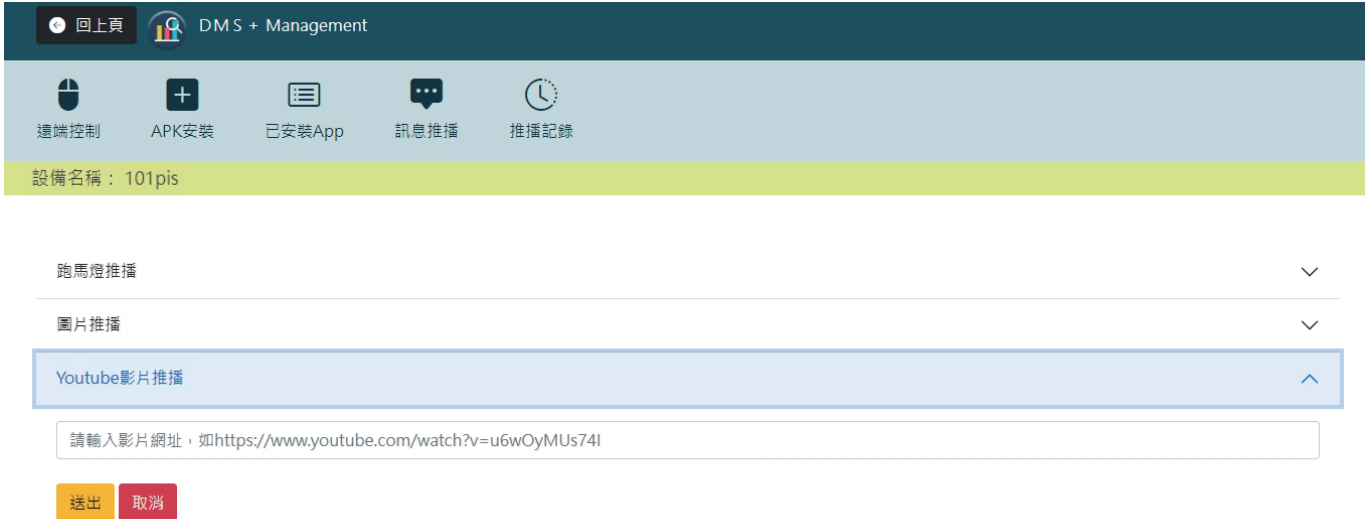 回上頁 DMS + Management
遠端控制 APK安裝 已安裝App 訊息推播 推播記錄
設備名稱： 101pis
跑馬燈推播
圖片推播
Youtube影片推播
請輸入影片網址，如https://www.youtube.com/watch?v=u6wOyMUs74I
送出 取消